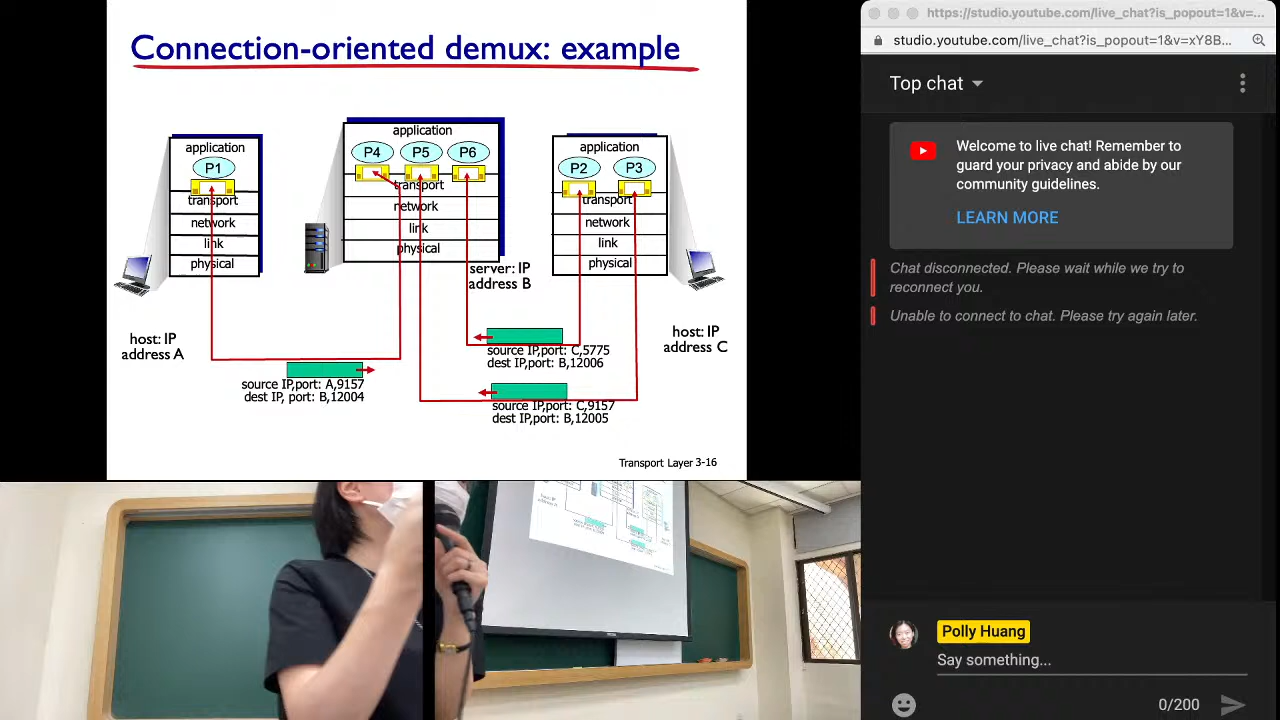 Connection-oriented demux: example
application
P1
transport
network
link
physical
application
P4 P5 P6
transport
network
link
physical
server: IP
address B
application
P2 P3
transport
network
link
physical
host: IP
address A
host: IP
address C
source IP,port: C,5775
dest IP,port: B,12006
source IP,port: A,9157
dest IP, port: B,12004
source IP,port: C,9157
dest IP,port: B,12005
Transport Layer 3-16
https://studio.youtube.com/live_chat?is_popout=1&v=...
studio.youtube.com/live_chat?is_popout=1&v=xY8B...
Top chat
Welcome to live chat! Remember to
guard your privacy and abide by our
community guidelines.
LEARN MORE
Chat disconnected. Please wait while we try to
reconnect you.
Unable to connect to chat. Please try again later.
Polly Huang
Say something...
0/200